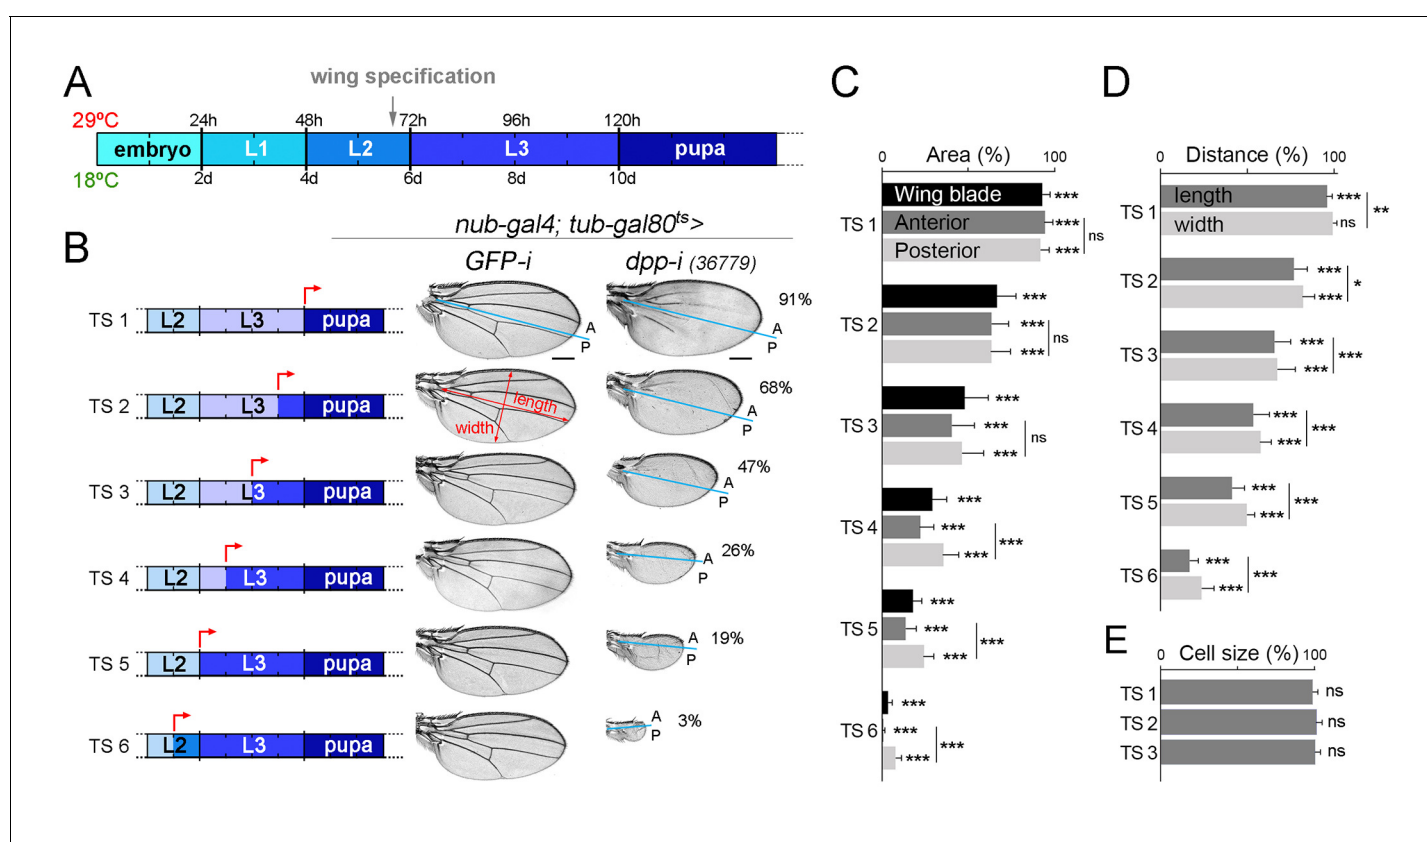 A
wing specification
29ºC 24h 48h 72h 96h 120h
embryo L1 L2 L3 pupa
18ºC 2d 4d 6d 8d 10d
B
nub-gal4; tub-gal80ts>
GFP-i dpp-i (36779)
TS 1 L2 L3 pupa A P A P 91%
TS 2 L2 L3 pupa length width A P 68%
TS 3 L2 L3 pupa A P 47%
TS 4 L2 L3 pupa A P 26%
TS 5 L2 L3 pupa A P 19%
TS 6 L2 L3 pupa A P 3%
C
0 Area (%) 100
Wing blade ***
TS 1 Anterior *** ns
Posterior ***
***
TS 2 *** ns
***
***
TS 3 *** ns
***
***
TS 4 *** ***
***
***
TS 5 *** ***
***
***
TS 6 *** ***
***
D
0 Distance (%) 100
TS 1 length *** **
width ns
TS 2 *** *
***
TS 3 *** ***
***
TS 4 *** ***
***
TS 5 *** ***
***
TS 6 *** ***
***
E
0 Cell size (%) 100
TS 1 ns
TS 2 ns
TS 3 ns